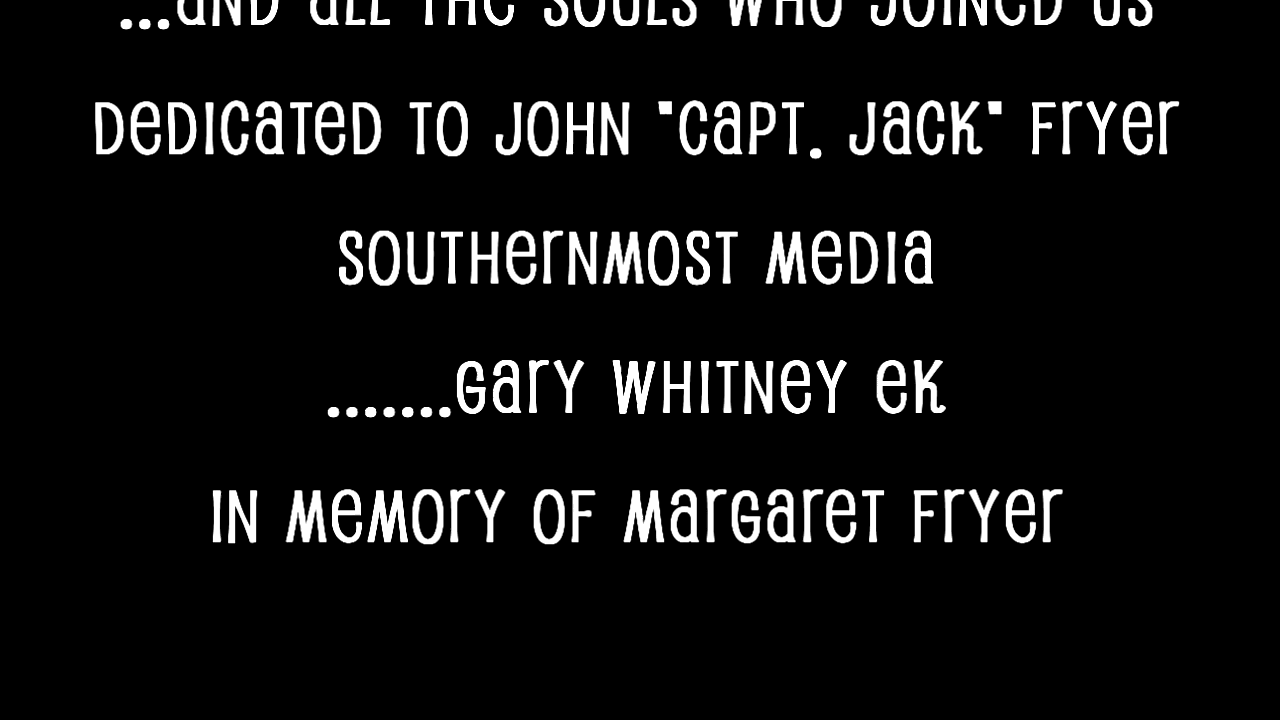 ...and all the souls who joined us
Dedicated to John "Capt. Jack" Fryer
Southernmost Media
.......Gary Whitney Ek
In Memory of Margaret Fryer